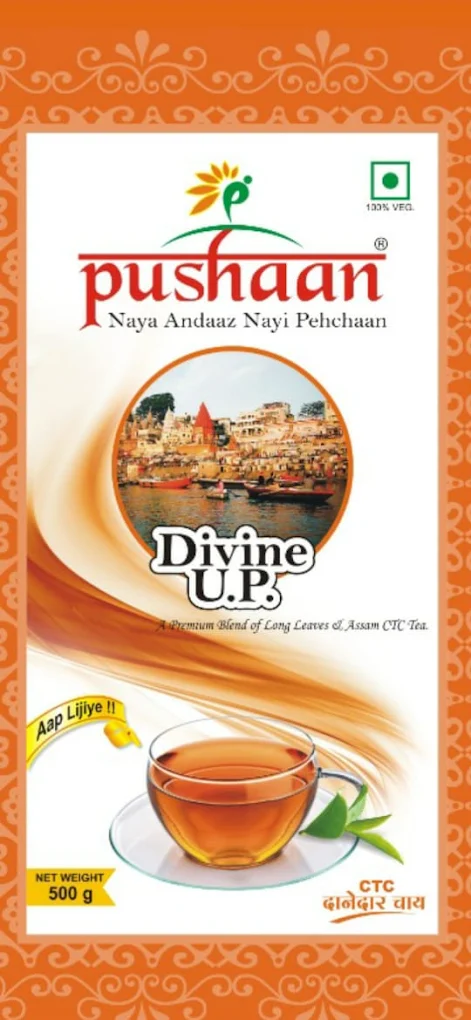 100% VEG.
pushaan®
Naya Andaaz Nayi Pehchaan
Divine
U.P.
A Premium Blend of Long Leaves & Assam CTC Tea.
Aap Lijiye !!
NET WEIGHT
500 g
CTC
दानेदार चाय